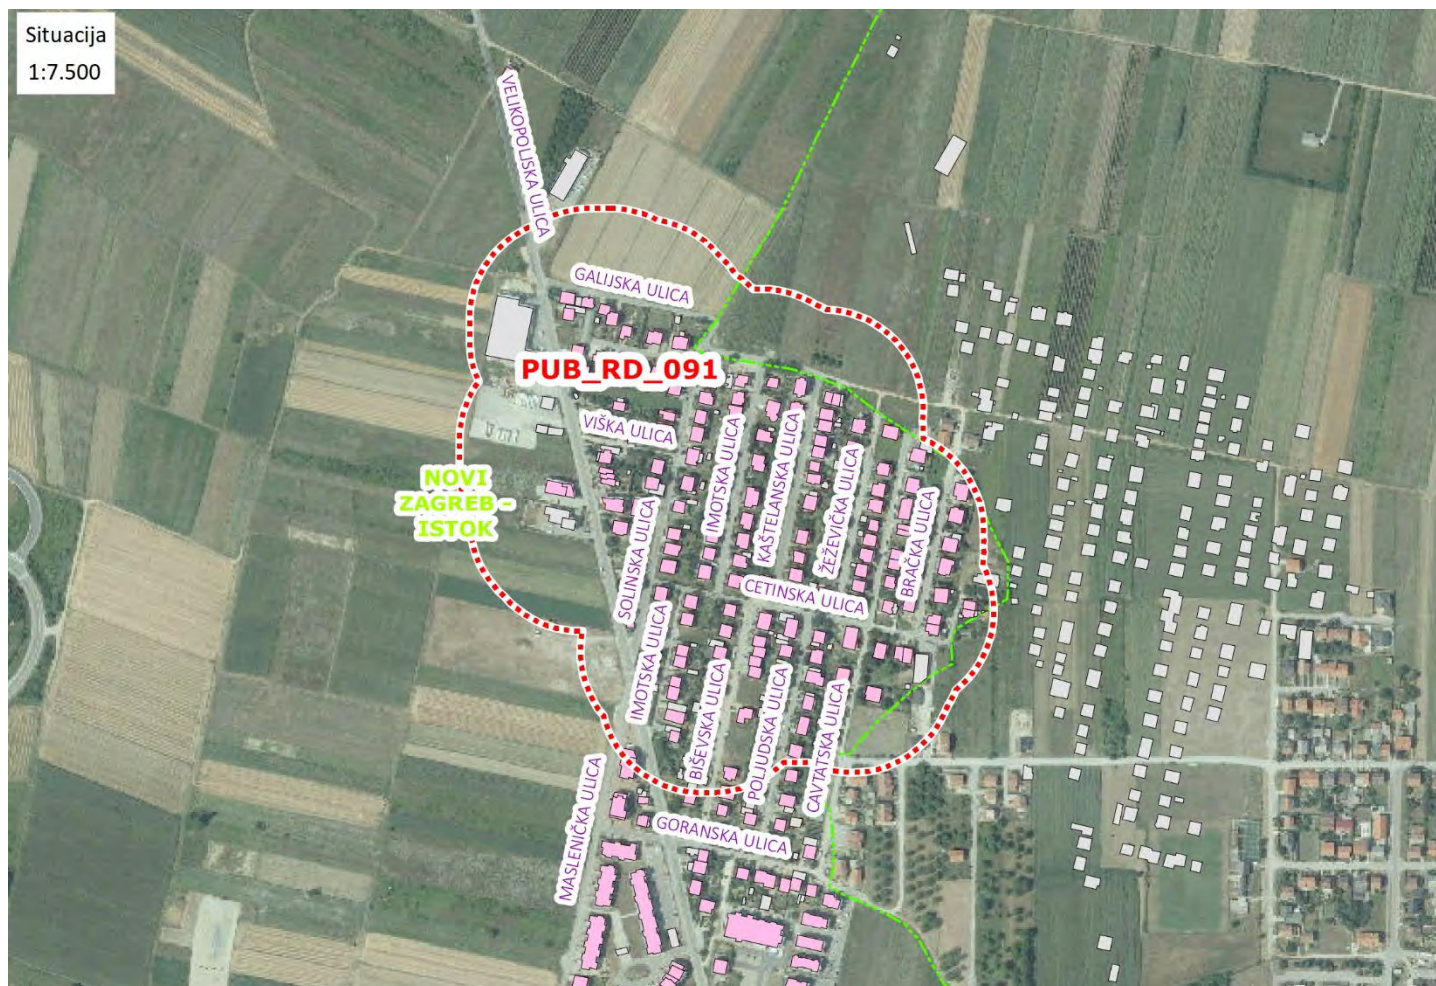 Situacija
1:7.500
VELIKOPOLJSKA ULICA
GALIJSKA ULICA
PUB_RD_091
VIŠKA ULICA
NOVI
ZAGREB -
ISTOK
SOLINSKA ULICA
IMOTSKA ULICA
KAŠTELANSKA ULICA
ŽEŽEVIČKA ULICA
BRAČKA ULICA
CETINSKA ULICA
IMOTSKA ULICA
BIŠEVSKA ULICA
POLJUDSKA ULICA
CAVTATSKA ULICA
MASLENIČKA ULICA
GORANSKA ULICA